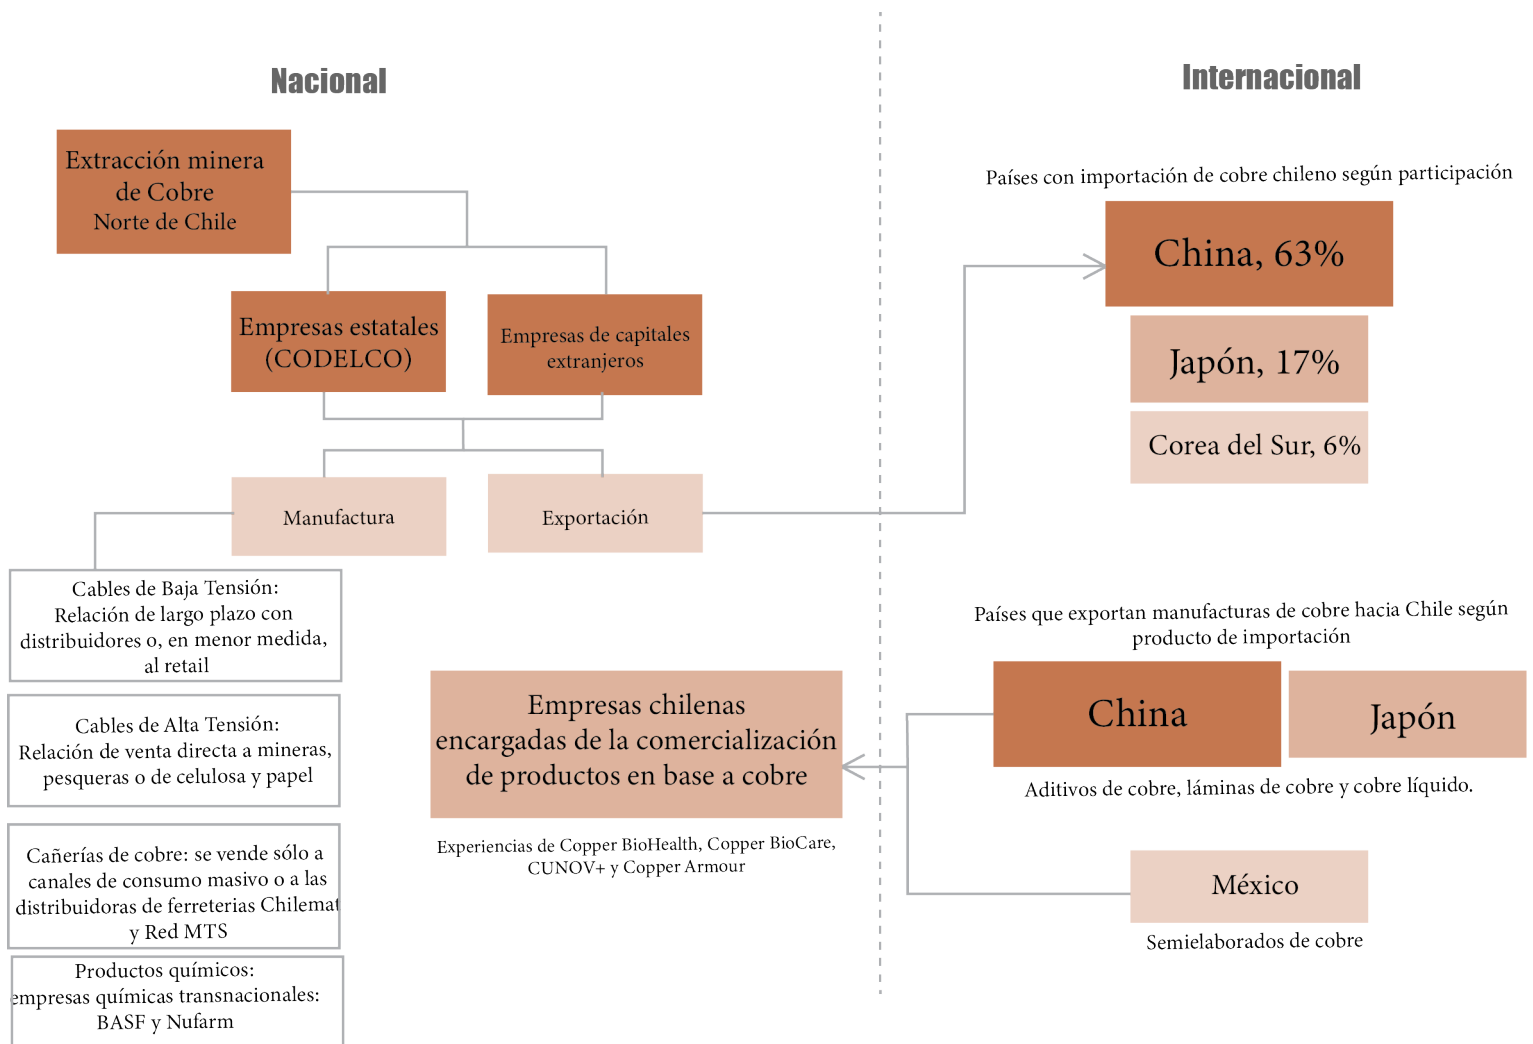 Nacional
Extracción minera
de Cobre
Norte de Chile
Empresas estatales
(CODELCO)
Empresas de capitales
extranjeros
Manufactura
Exportación
Cables de Baja Tensión:
Relación de largo plazo con
distribuidores o, en menor medida,
al retail
Cables de Alta Tensión:
Relación de venta directa a mineras,
pesqueras o de celulosa y papel
Cañerías de cobre: se vende sólo a
canales de consumo masivo o a las
distribuidoras de ferreterias Chilemat
y Red MTS
Productos químicos:
empresas químicas transnacionales:
BASF y Nufarm
Empresas chilenas
encargadas de la comercialización
de productos en base a cobre
Experiencias de Copper BioHealth, Copper BioCare,
CUNOV+ y Copper Armour
Internacional
Países con importación de cobre chileno según participación
China, 63%
Japón, 17%
Corea del Sur, 6%
Países que exportan manufacturas de cobre hacia Chile según
producto de importación
China
Japón
Aditivos de cobre, láminas de cobre y cobre líquido.
México
Semielaborados de cobre